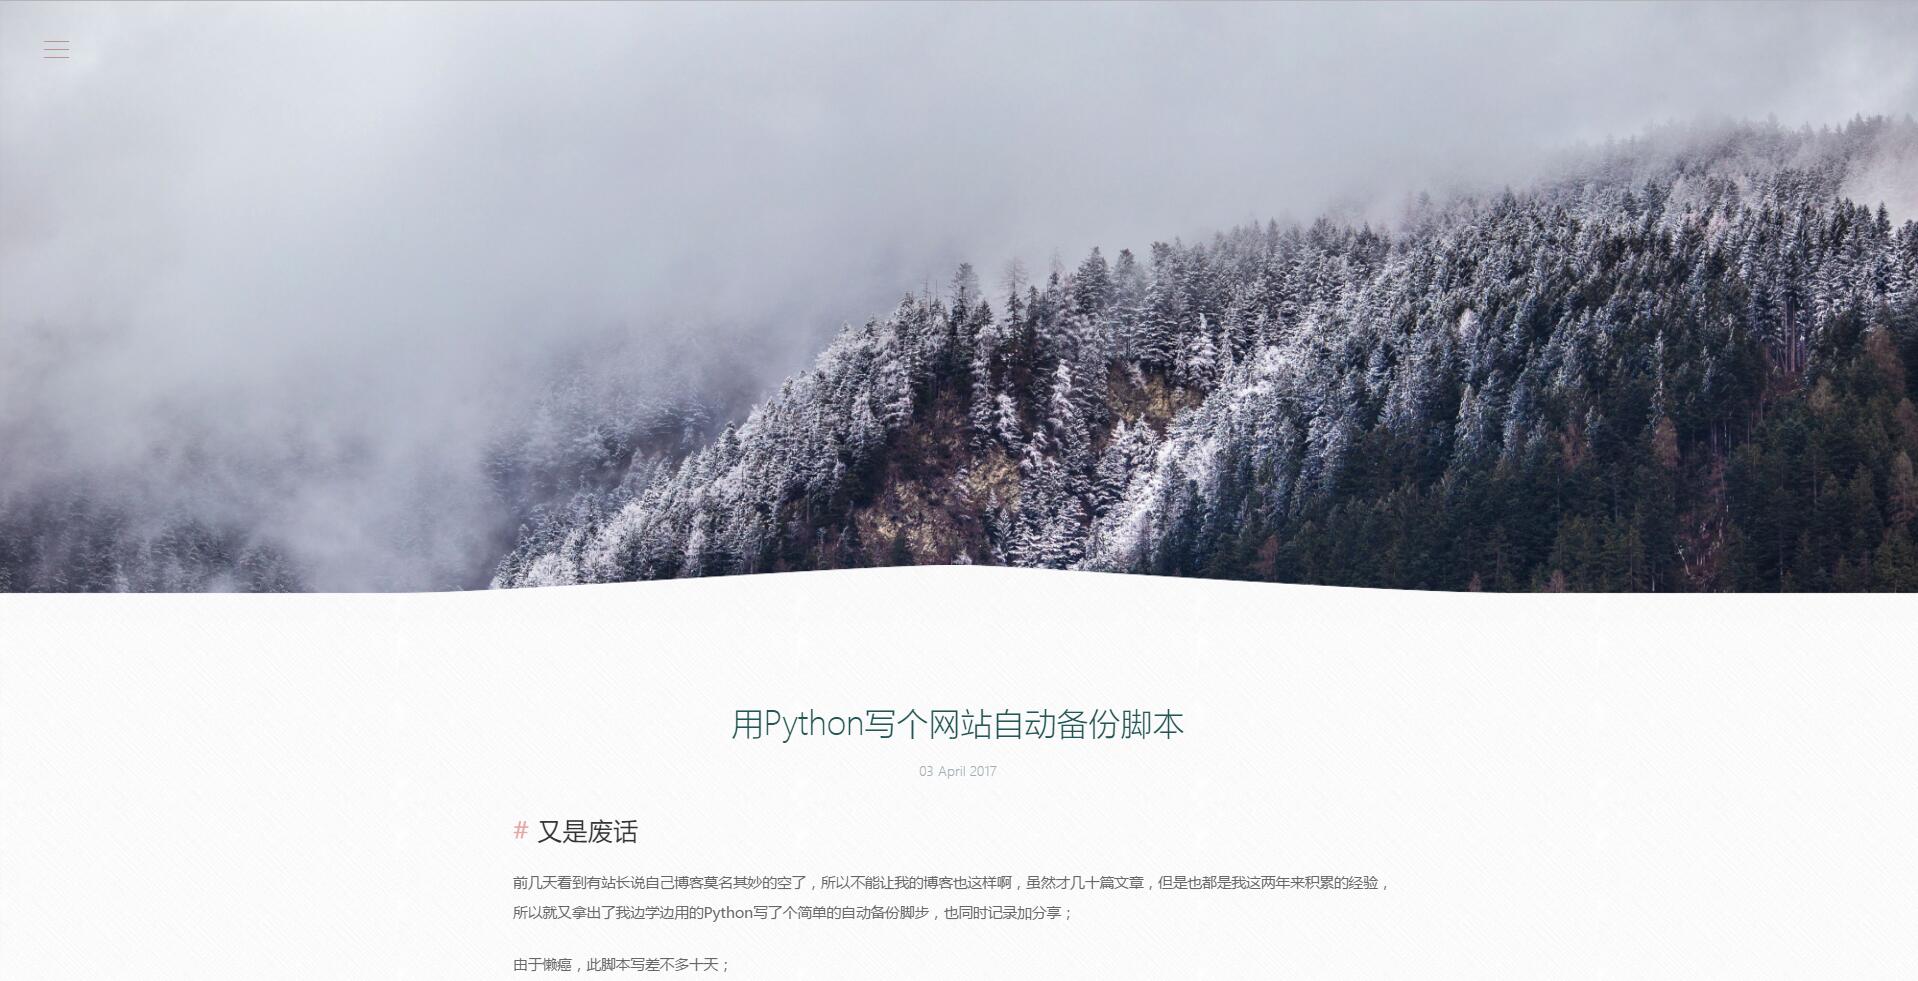 用Python写个网站自动备份脚本
03 April 2017
# 又是废话
前几天看到有站长说自己博客莫名其妙的空了，所以不能让我的博客也这样啊，虽然才几十篇文章，但是也都是我这两年来积累的经验，
所以就又拿出了我边学边用的Python写了个简单的自动备份脚步，也同时记录加分享；
由于懒癌，此脚本写差不多十天；